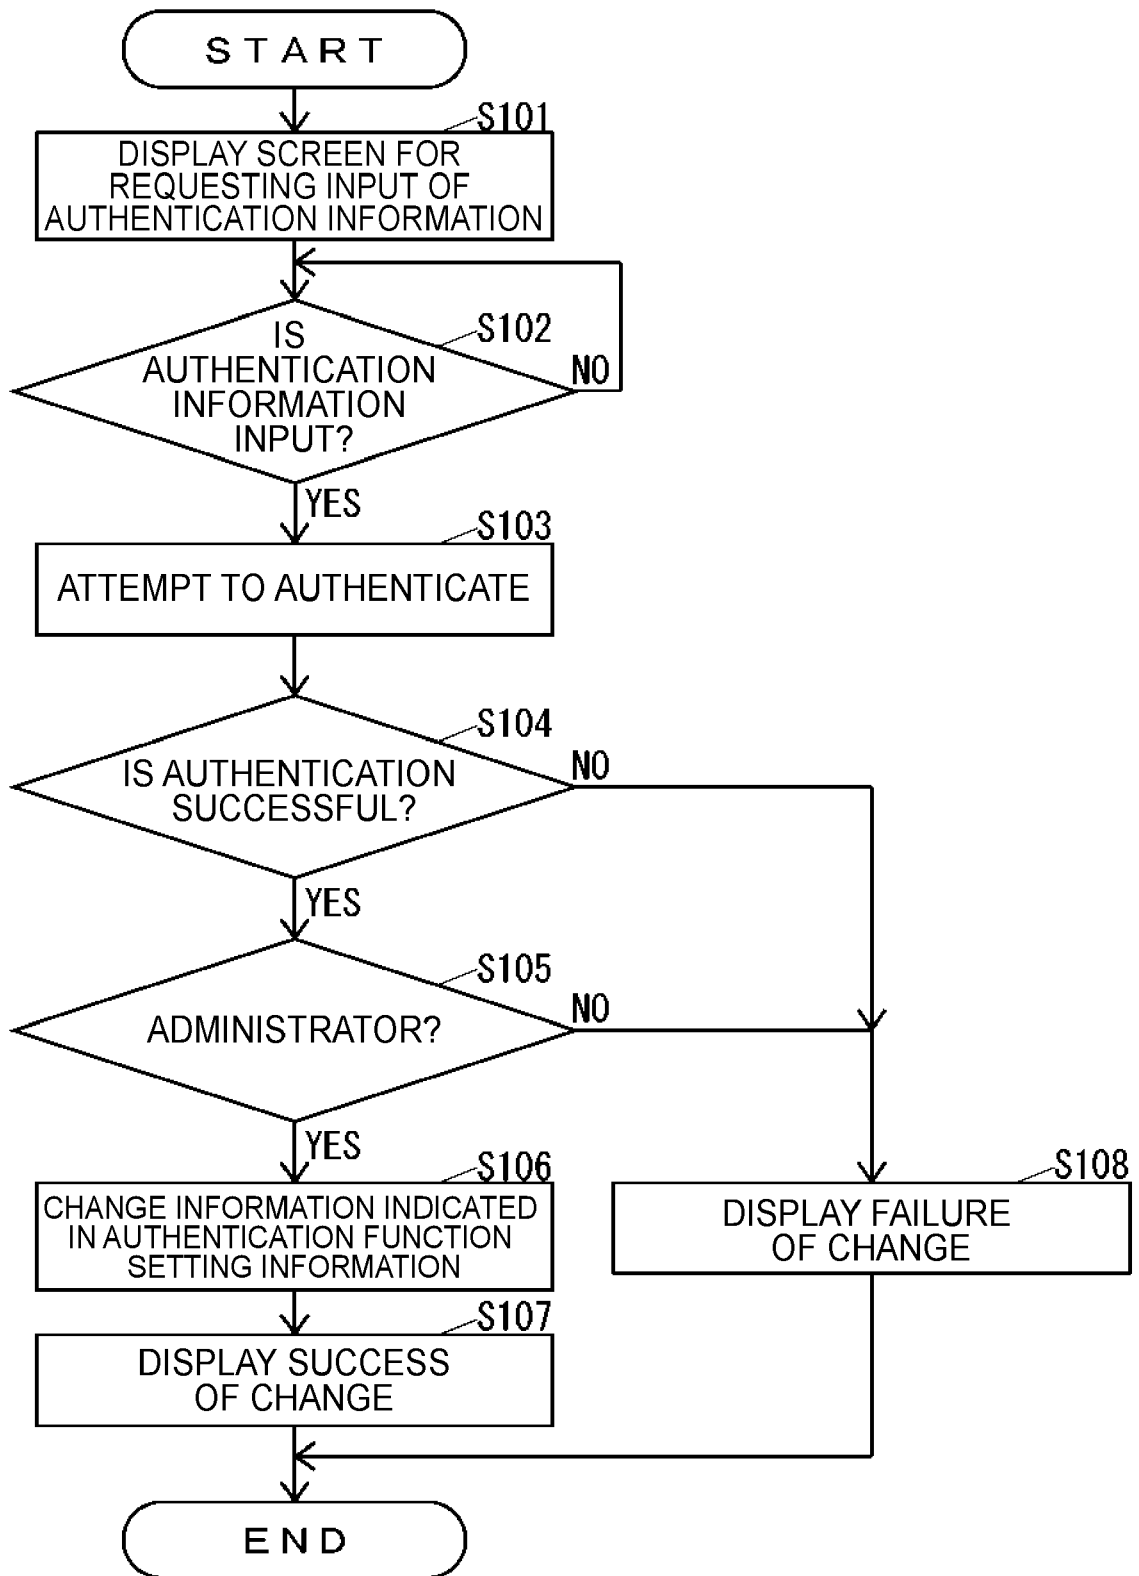 START
S101
DISPLAY SCREEN FOR
REQUESTING INPUT OF
AUTHENTICATION INFORMATION
S102
IS
AUTHENTICATION
INFORMATION
INPUT?
NO
YES
S103
ATTEMPT TO AUTHENTICATE
S104
IS AUTHENTICATION
SUCCESSFUL?
NO
YES
S105
ADMINISTRATOR?
NO
YES
S106
CHANGE INFORMATION INDICATED
IN AUTHENTICATION FUNCTION
SETTING INFORMATION
S108
DISPLAY FAILURE
OF CHANGE
S107
DISPLAY SUCCESS
OF CHANGE
END